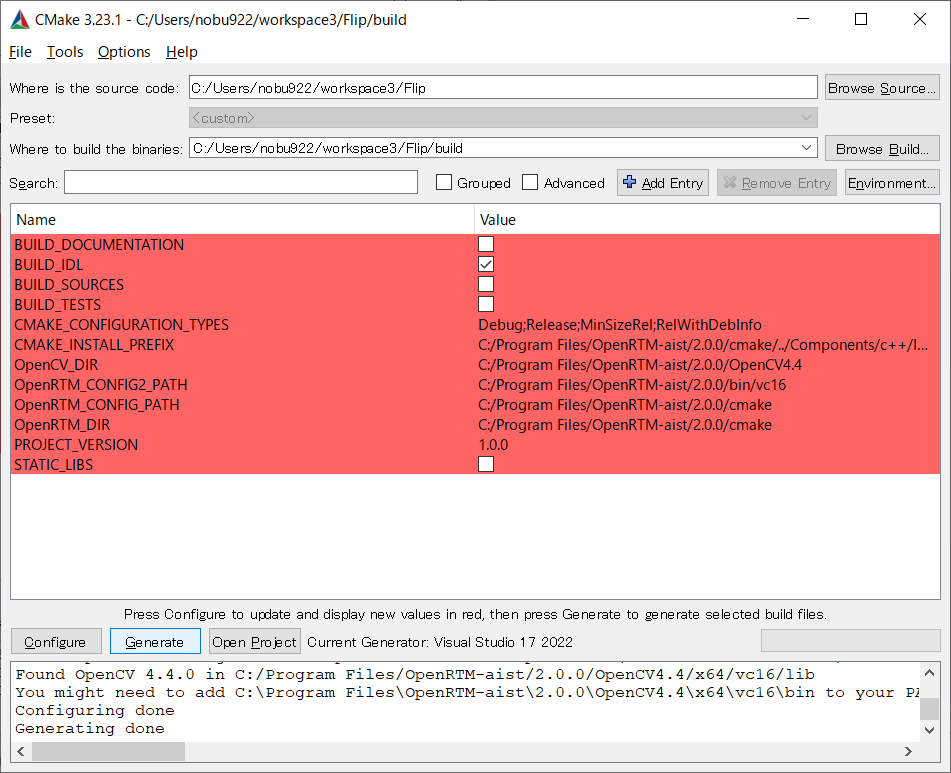 CMake 3.23.1 - C:/Users/nobu922/workspace3/Flip/build
File Tools Options Help
Where is the source code: C:/Users/nobu922/workspace3/Flip Browse Source...
Preset: <custom>
Where to build the binaries: C:/Users/nobu922/workspace3/Flip/build Browse Build...
Search: Grouped Advanced Add Entry Remove Entry Environment...
Name Value
BUILD_DOCUMENTATION
BUILD_IDL
BUILD_SOURCES
BUILD_TESTS
CMAKE_CONFIGURATION_TYPES Debug;Release;MinSizeRel;RelWithDebInfo
CMAKE_INSTALL_PREFIX C:/Program Files/OpenRTM-aist/2.0.0/cmake/../Components/c++/I...
OpenCV_DIR C:/Program Files/OpenRTM-aist/2.0.0/OpenCV4.4
OpenRTM_CONFIG2_PATH C:/Program Files/OpenRTM-aist/2.0.0/bin/vc16
OpenRTM_CONFIG_PATH C:/Program Files/OpenRTM-aist/2.0.0/cmake
OpenRTM_DIR C:/Program Files/OpenRTM-aist/2.0.0/cmake
PROJECT_VERSION 1.0.0
STATIC_LIBS
Press Configure to update and display new values in red, then press Generate to generate selected build files.
Configure Generate Open Project Current Generator: Visual Studio 17 2022
Found OpenCV 4.4.0 in C:/Program Files/OpenRTM-aist/2.0.0/OpenCV4.4/x64/vc16/lib
You might need to add C:\Program Files\OpenRTM-aist\2.0.0\OpenCV4.4\x64\vc16\bin to your
Configuring done
Generating done